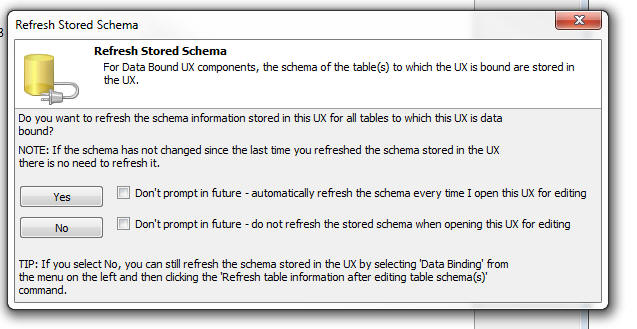 Refresh Stored Schema
Refresh Stored Schema
For Data Bound UX components, the schema of the table(s) to which the UX is bound are stored in
the UX.
Do you want to refresh the schema information stored in this UX for all tables to which this UX is data
bound?
NOTE: If the schema has not changed since the last time you refreshed the schema stored in the UX
there is no need to refresh it.
Yes
Don't prompt in future - automatically refresh the schema every time I open this UX for editing
No
Don't prompt in future - do not refresh the stored schema when opening this UX for editing
TIP: If you select No, you can still refresh the schema stored in the UX by selecting 'Data Binding' from
the menu on the left and then clicking the 'Refresh table information after editing table schema(s)'
command.